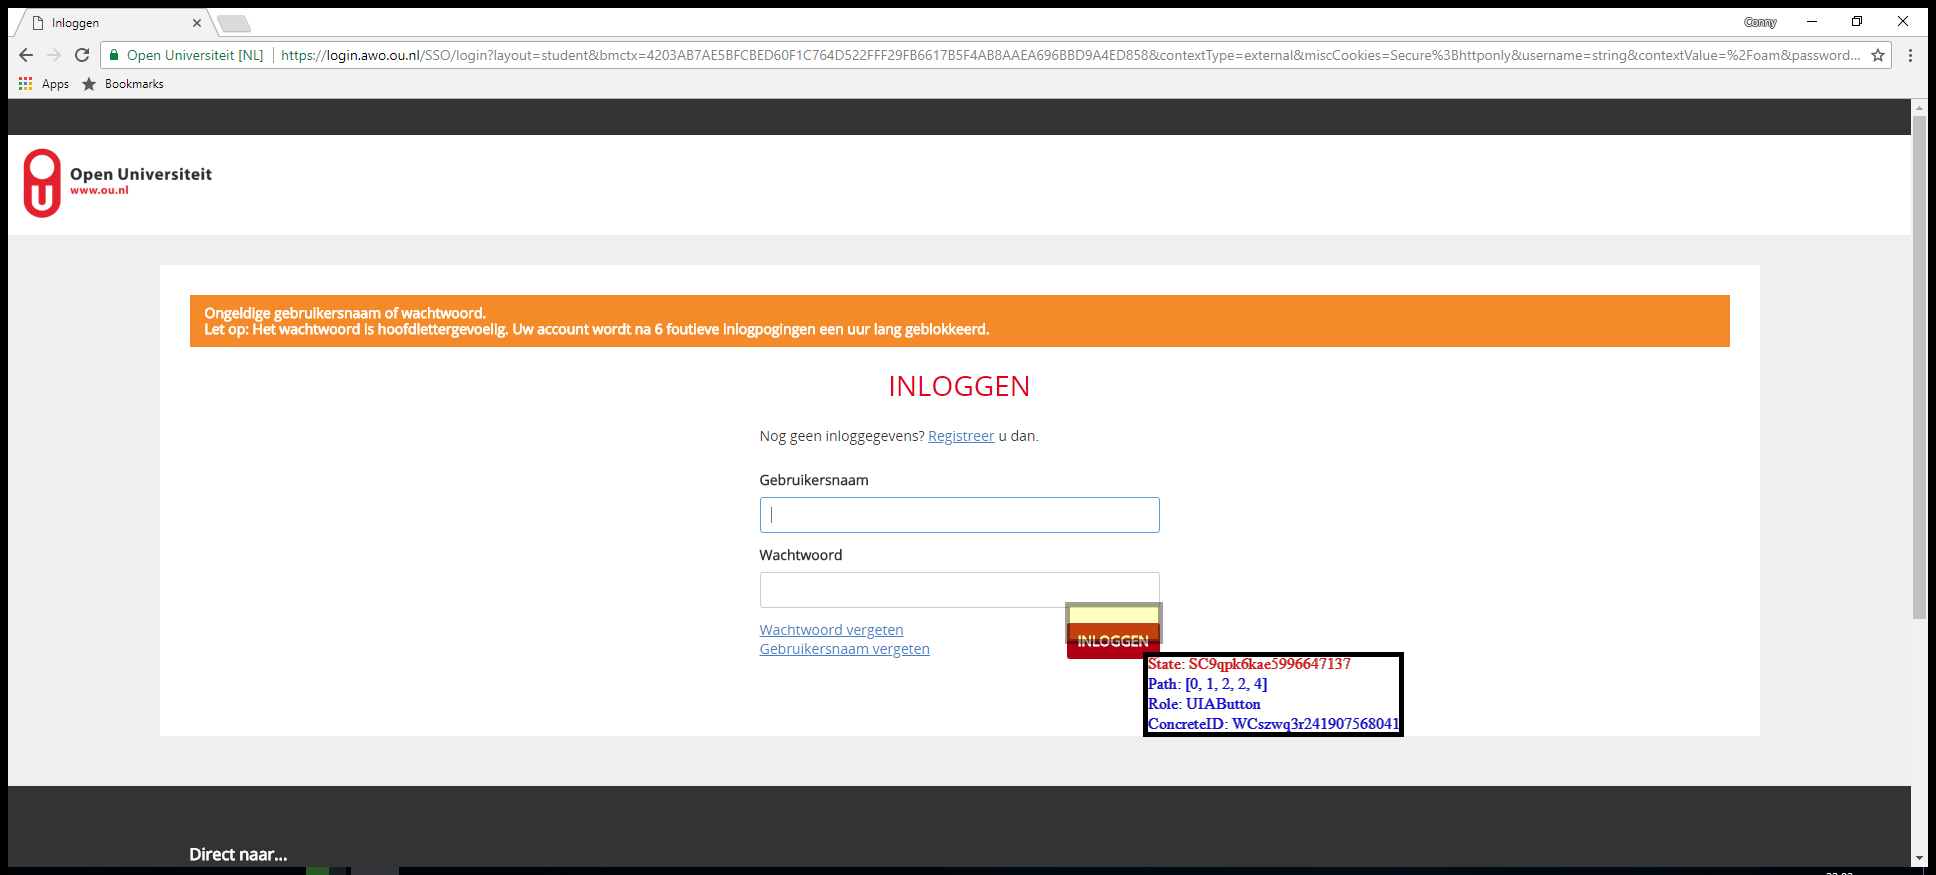 Inloggen
Conny
Open Universiteit [NL]
https://login.awo.ou.nl/SSO/login?layout=student&bmctx=4203AB7AE5BFCBED60F1C764D522FFF29FB6617B5F4AB8AAEA696BBD9A4ED858&contextType=external&miscCookies=Secure%3Bhttponly&username=string&contextValue=%2Foam&password...
Apps
Bookmarks
Open Universiteit
www.ou.nl
Ongeldige gebruikersnaam of wachtwoord.
Let op: Het wachtwoord is hoofdlettergevoelig. Uw account wordt na 6 foutieve inlogpogingen een uur lang geblokkeerd.
INLOGGEN
Nog geen inloggegevens? Registreer u dan.
Gebruikersnaam
Wachtwoord
Wachtwoord vergeten
Gebruikersnaam vergeten
INLOGGEN
State: SC9qpk6kae5996647137
Path: [0, 1, 2, 2, 4]
Role: UIAButton
ConcreteID: WCszwq3r241907568041
Direct naar...